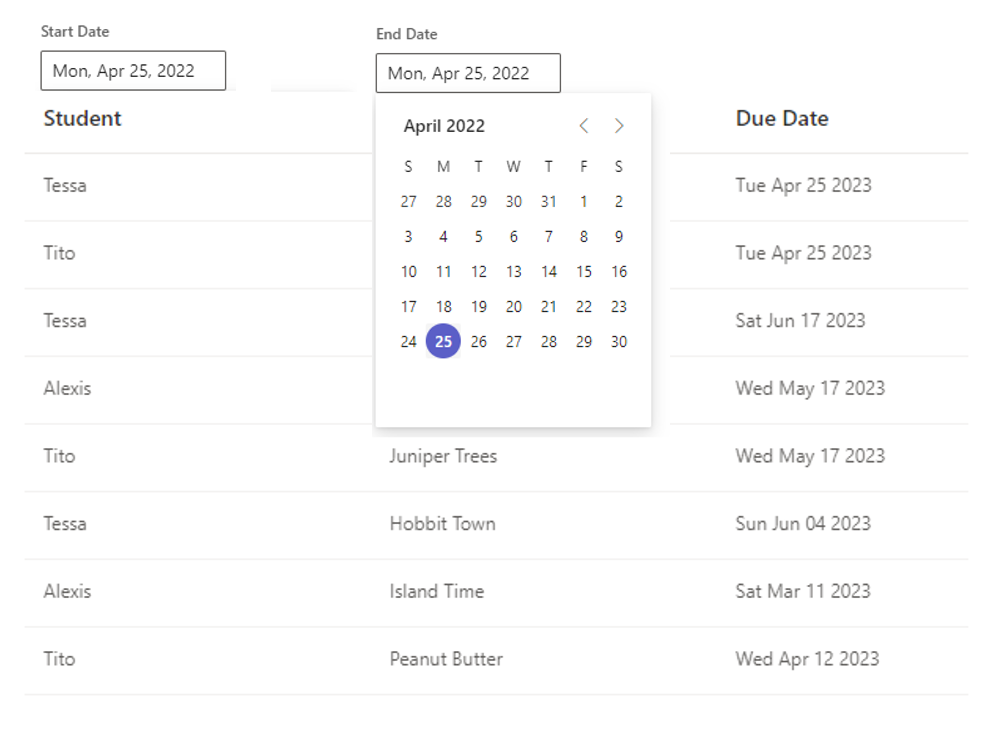 Start Date End Date
Mon, Apr 25, 2022 Mon, Apr 25, 2022
Student Due Date
April 2022
S M T W T F S
Tessa Tue Apr 25 2023
27 28 29 30 31 1 2
3 4 5 6 7 8 9
Tito Tue Apr 25 2023
10 11 12 13 14 15 16
17 18 19 20 21 22 23
Tessa Sat Jun 17 2023
24 25 26 27 28 29 30
Alexis Wed May 17 2023
Tito Juniper Trees Wed May 17 2023
Tessa Hobbit Town Sun Jun 04 2023
Alexis Island Time Sat Mar 11 2023
Tito Peanut Butter Wed Apr 12 2023